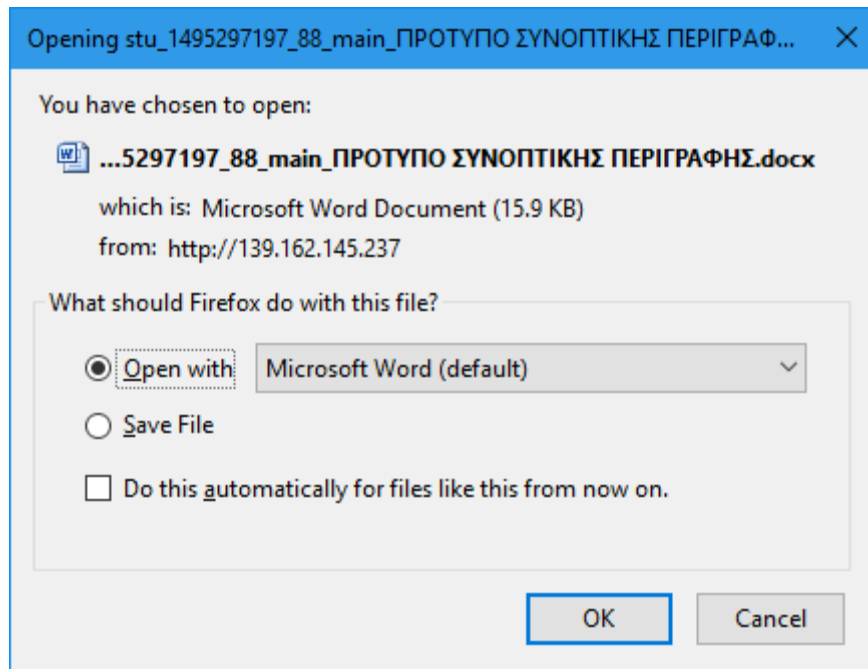 Opening stu_1495297197_88_main_ΠΡΟΤΥΠΟ ΣΥΝΟΠΤΙΚΗΣ ΠΕΡΙΓΡΑΦ...
You have chosen to open:
...5297197_88_main_ΠΡΟΤΥΠΟ ΣΥΝΟΠΤΙΚΗΣ ΠΕΡΙΓΡΑΦΗΣ.docx
which is: Microsoft Word Document (15.9 KB)
from: http://139.162.145.237
What should Firefox do with this file?
Open with Microsoft Word (default)
Save File
Do this automatically for files like this from now on.
OK Cancel